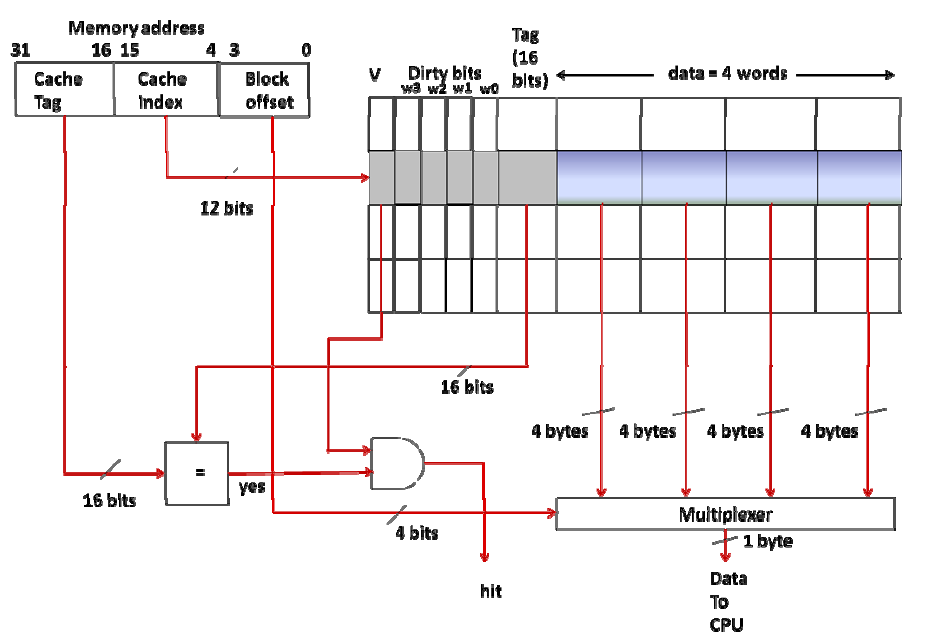 Memory address
31 16 15 4 3 0
Cache Tag
Cache Index
Block offset
V
Dirty bits
w3 w2 w1 w0
Tag
(16
bits)
data = 4 words
12 bits
16 bits
4 bytes 4 bytes 4 bytes 4 bytes
=
yes
16 bits
4 bits
Multiplexer
1 byte
hit
Data
To
CPU